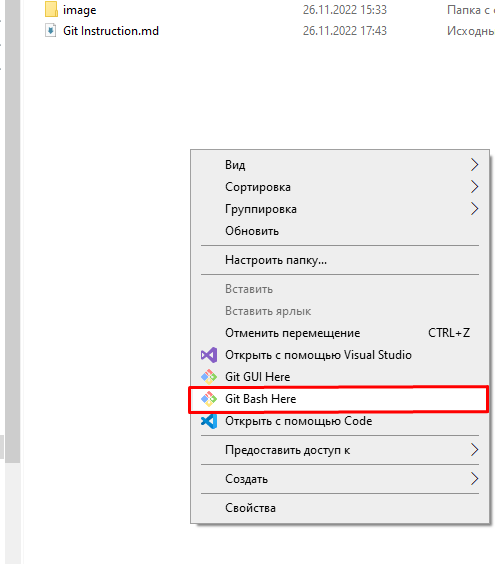 image 26.11.2022 15:33 Папка с
Git Instruction.md 26.11.2022 17:43 Исходны
Вид
Сортировка
Группировка
Обновить
Настроить папку...
Вставить
Вставить ярлык
Отменить перемещение CTRL+Z
Открыть с помощью Visual Studio
Git GUI Here
Git Bash Here
Открыть с помощью Code
Предоставить доступ к
Создать
Свойства